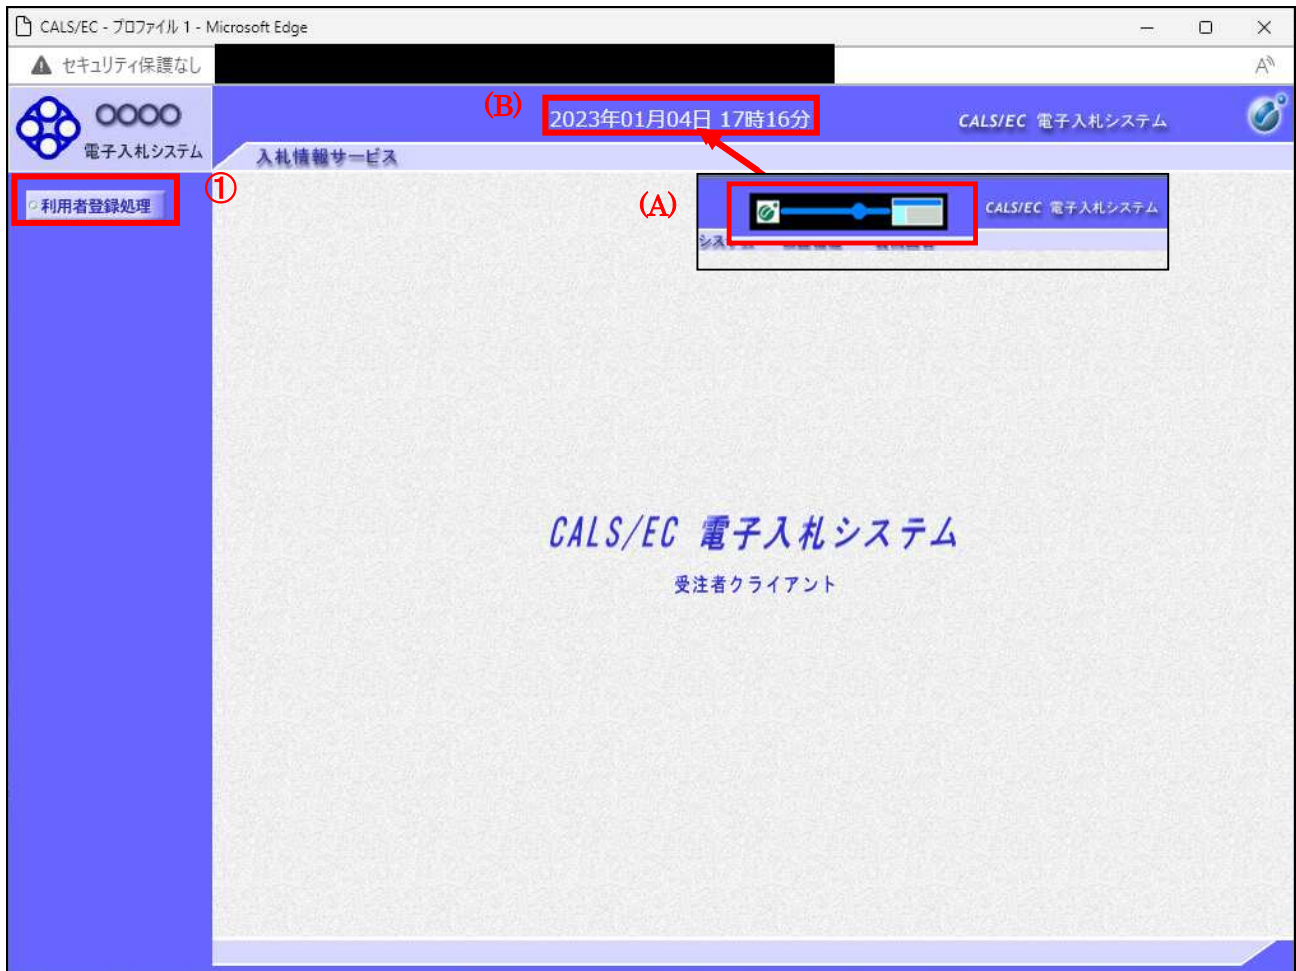 CALS/EC - プロファイル 1 - Microsoft Edge
セキュリティ保護なし
OOOO
電子入札システム
(B)
2023年01月04日 17時16分
CALS/EC 電子入札システム
入札情報サービス
利用者登録処理
①
(A)
CALS/EC 電子入札システム
CALS/EC 電子入札システム
受注者クライアント